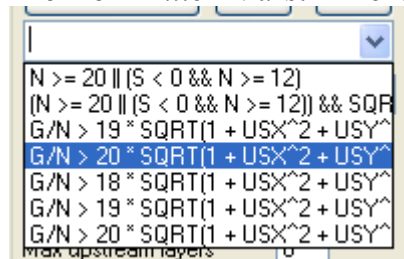 N >= 20 || (S < 0 && N >= 12)
(N >= 20 || (S < 0 && N >= 12)) && SQR
G/N > 19 * SQRT(1 + USX^2 + USY^
G/N > 20 * SQRT(1 + USX^2 + USY^
G/N > 18 * SQRT(1 + USX^2 + USY^
G/N > 19 * SQRT(1 + USX^2 + USY^
G/N > 20 * SQRT(1 + USX^2 + USY^
Max upstream layers